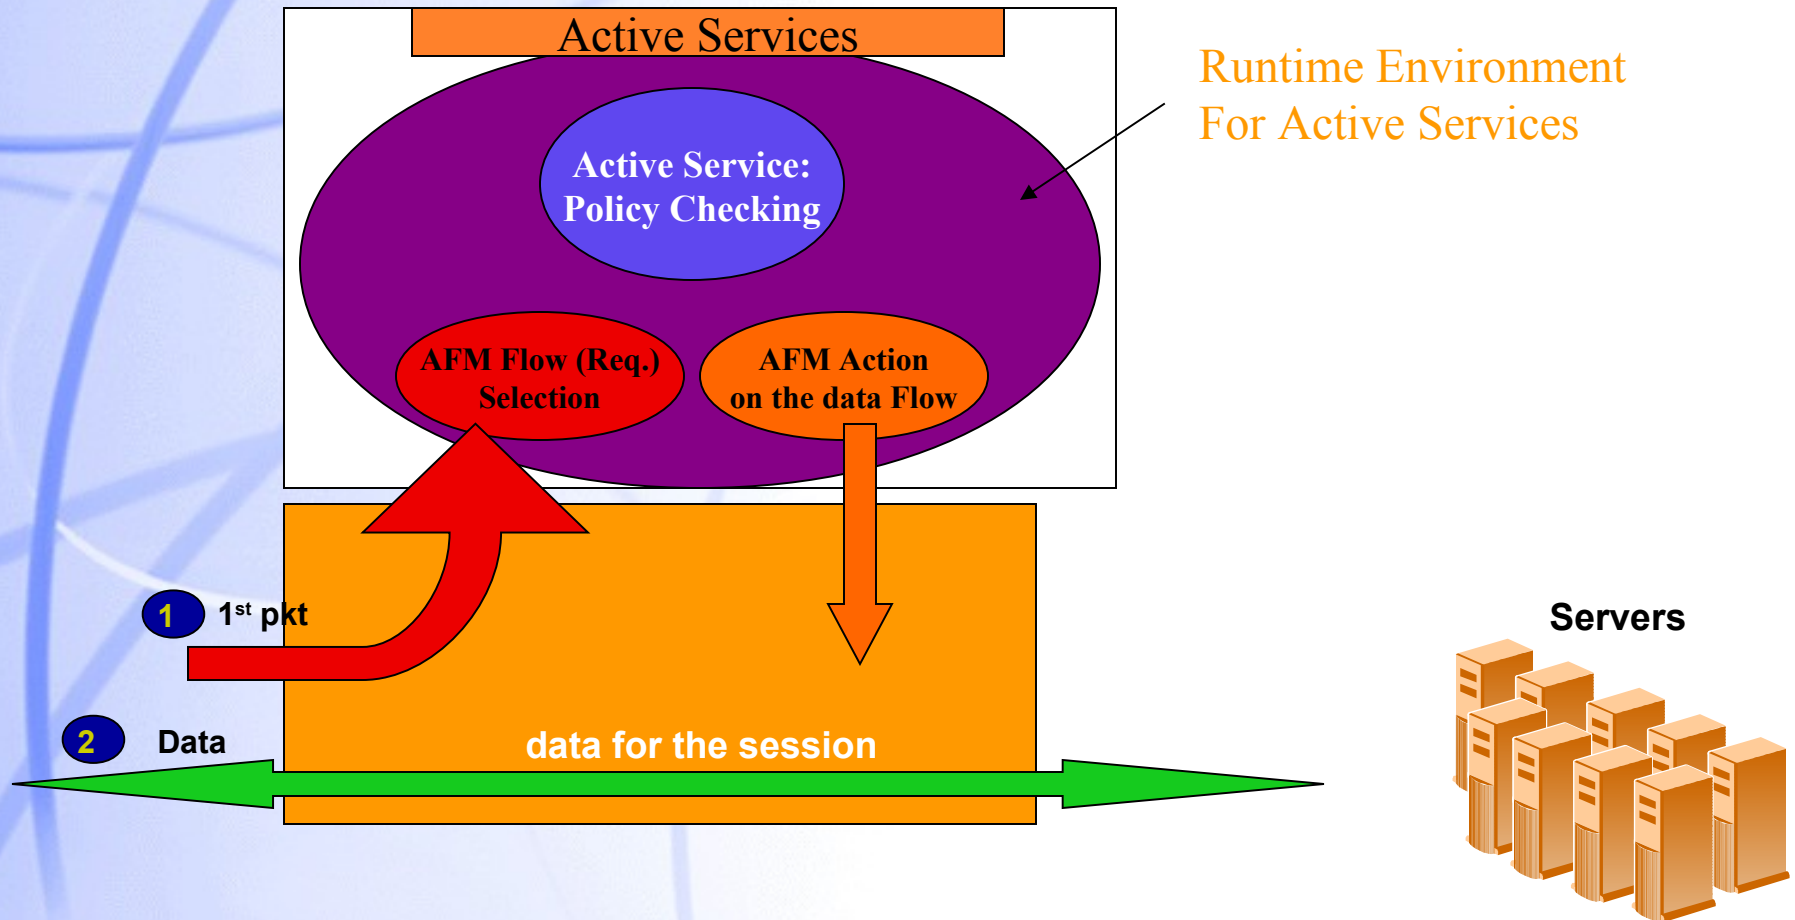 Active Services
Runtime Environment
For Active Services
Active Service:
Policy Checking
AFM Flow (Req.)
Selection
AFM Action
on the data Flow
1 1st pkt
Servers
2 Data
data for the session